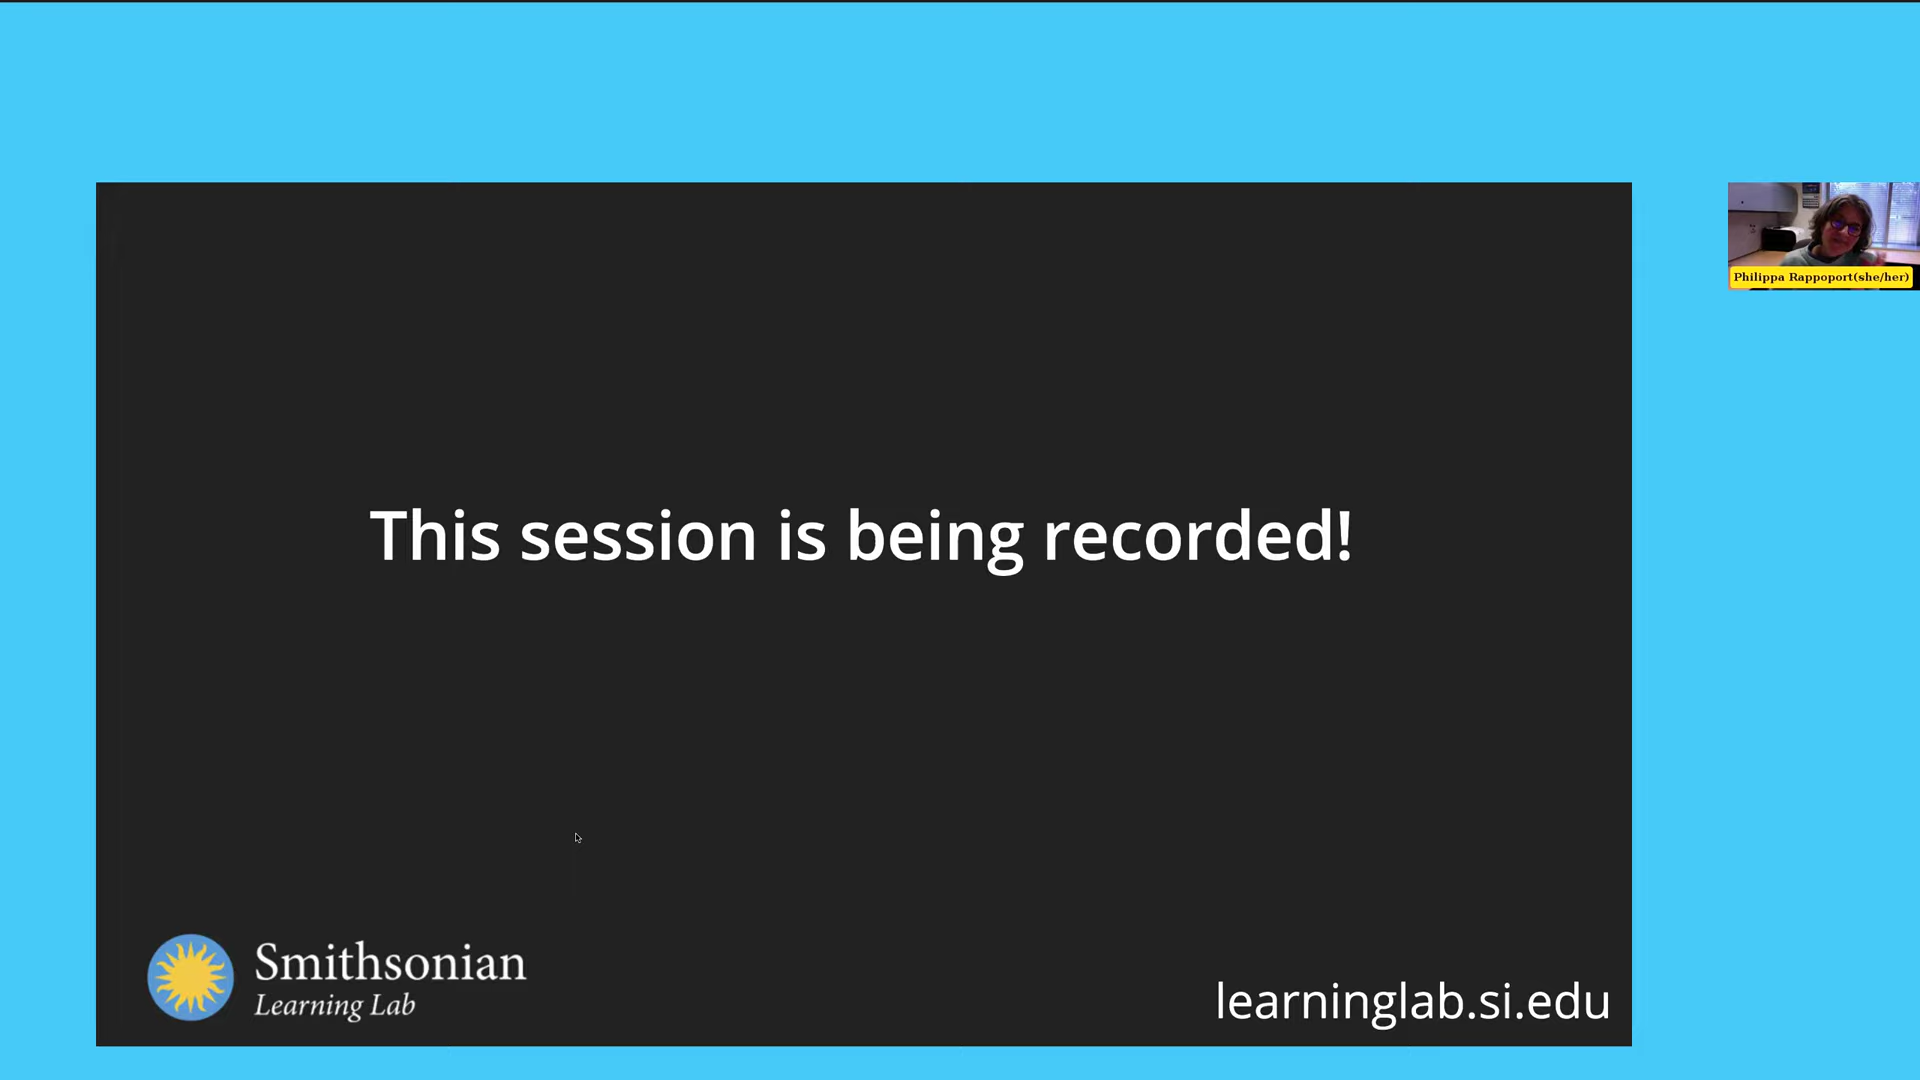 Philippa Rappoport(she/her)
This session is being recorded!
Smithsonian
Learning Lab
learninglab.si.edu